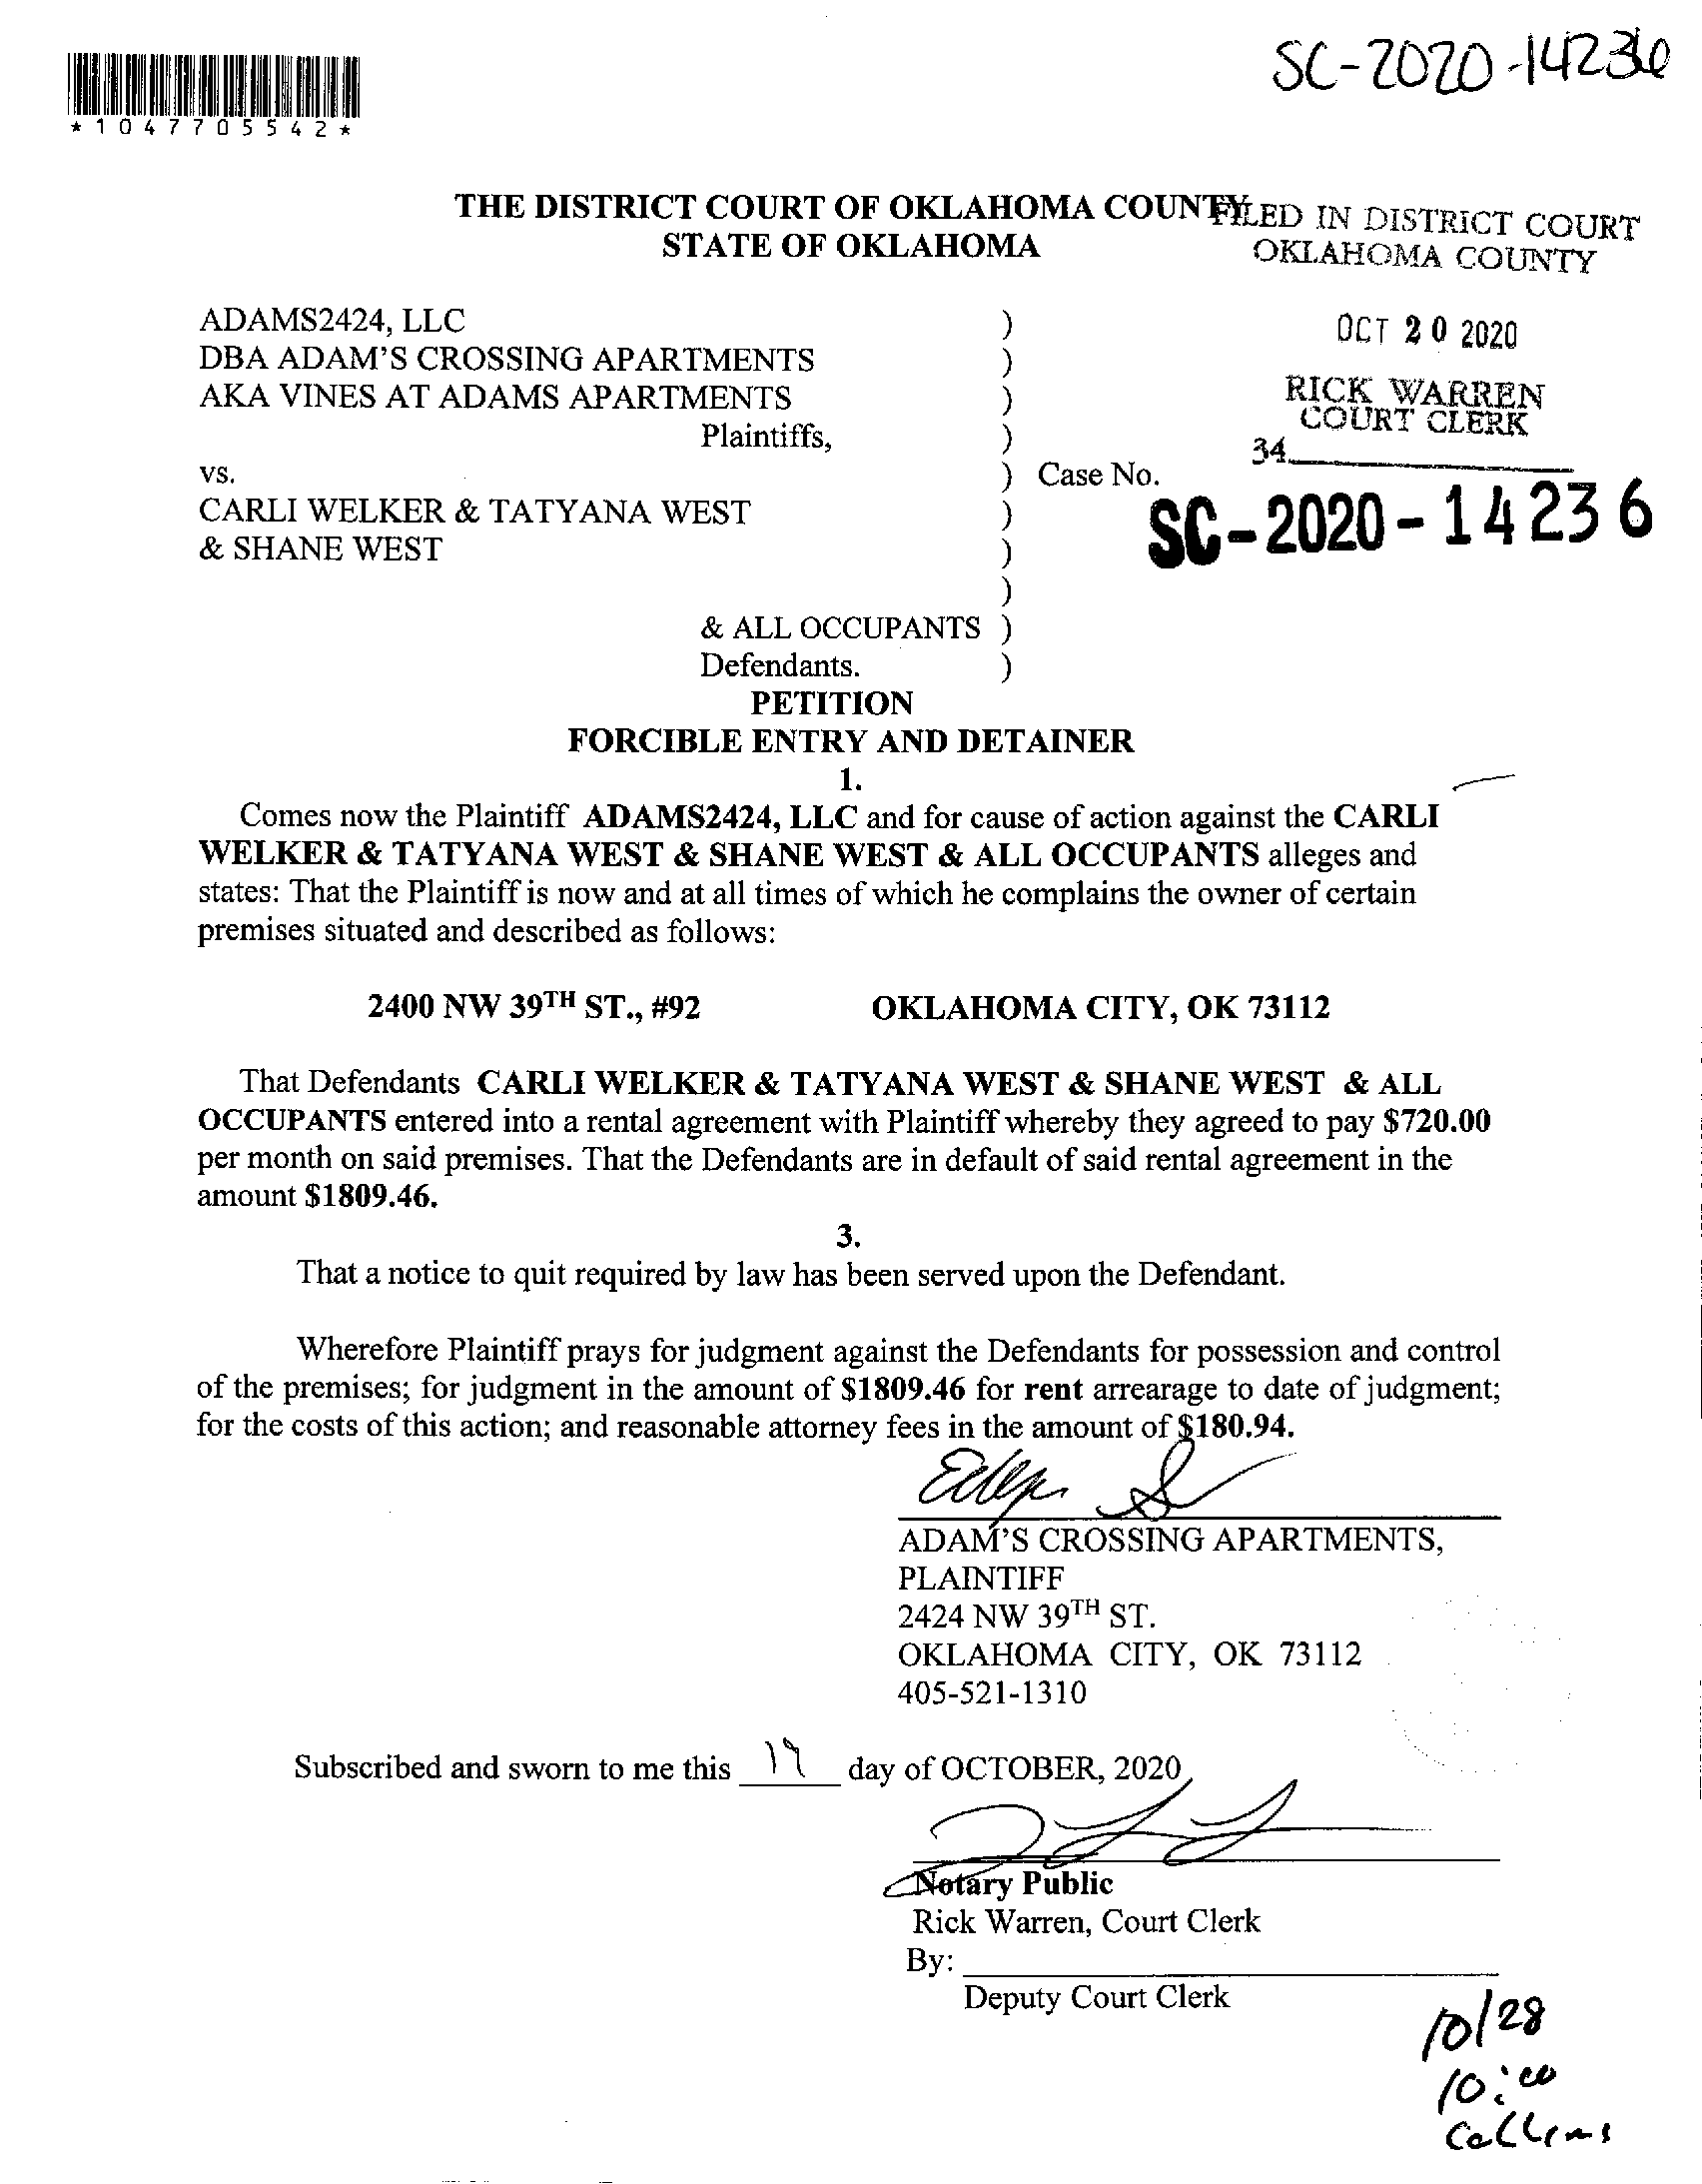 SC-2020-14236
*1047705542*
THE DISTRICT COURT OF OKLAHOMA COUNTY
STATE OF OKLAHOMA
FILED IN DISTRICT COURT
OKLAHOMA COUNTY
OCT 20 2020
RICK WARREN
COURT CLERK
34
ADAMS2424, LLC )
DBA ADAM'S CROSSING APARTMENTS )
AKA VINES AT ADAMS APARTMENTS )
Plaintiffs, )
vs. ) Case No.
SC-2020-14236
CARLI WELKER & TATYANA WEST )
& SHANE WEST )
)
& ALL OCCUPANTS )
Defendants. )
PETITION
FORCIBLE ENTRY AND DETAINER
1.
Comes now the Plaintiff ADAMS2424, LLC and for cause of action against the CARLI
WELKER & TATYANA WEST & SHANE WEST & ALL OCCUPANTS alleges and
states: That the Plaintiff is now and at all times of which he complains the owner of certain
premises situated and described as follows:
2400 NW 39TH ST., #92 OKLAHOMA CITY, OK 73112
That Defendants CARLI WELKER & TATYANA WEST & SHANE WEST & ALL
OCCUPANTS entered into a rental agreement with Plaintiff whereby they agreed to pay $720.00
per month on said premises. That the Defendants are in default of said rental agreement in the
amount $1809.46.
3.
That a notice to quit required by law has been served upon the Defendant.
Wherefore Plaintiff prays for judgment against the Defendants for possession and control
of the premises; for judgment in the amount of $1809.46 for rent arrearage to date of judgment;
for the costs of this action; and reasonable attorney fees in the amount of $180.94.
ADAM'S CROSSING APARTMENTS,
PLAINTIFF
2424 NW 39TH ST.
OKLAHOMA CITY, OK 73112
405-521-1310
Subscribed and sworn to me this 19 day of OCTOBER, 2020
Notary Public
Rick Warren, Court Clerk
By:
Deputy Court Clerk
10/28
10:00
Collins